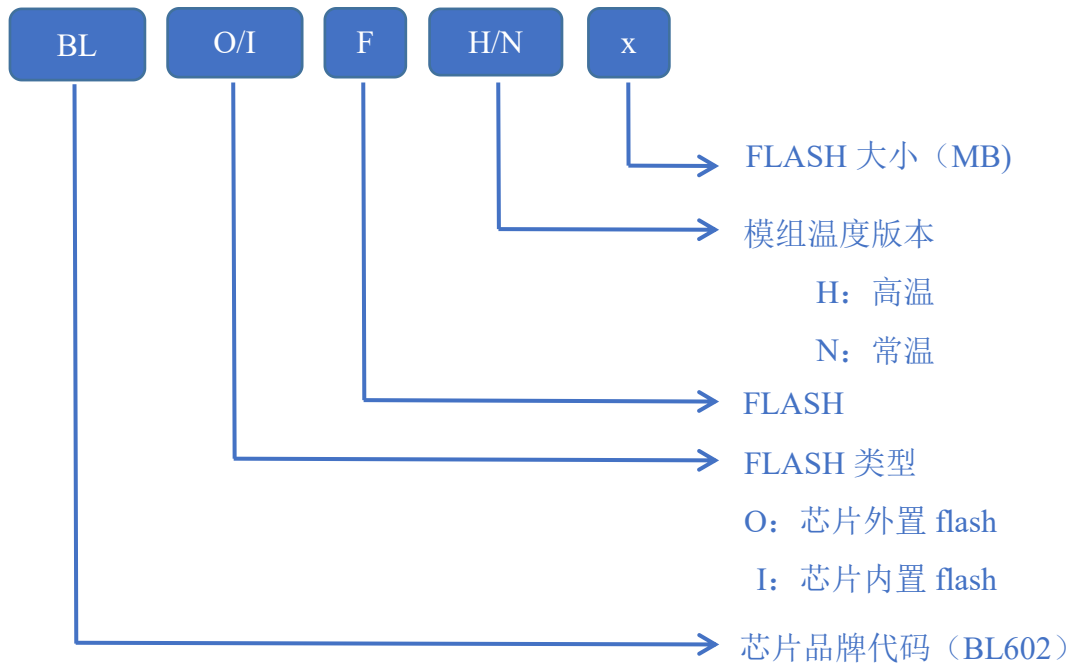 BL O/I F H/N x
FLASH 大小（MB)
模组温度版本
H：高温
N：常温
FLASH
FLASH 类型
O：芯片外置 flash
I：芯片内置 flash
芯片品牌代码（BL602）